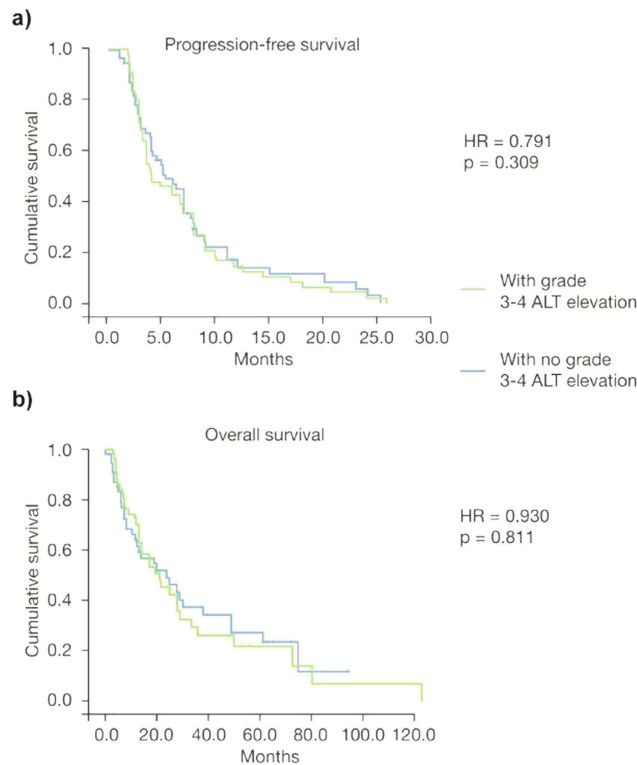 a)
Progression-free survival
Cumulative survival
1.0
0.8
0.6
0.4
0.2
0.0
0.0 5.0 10.0 15.0 20.0 25.0 30.0
Months
HR = 0.791
p = 0.309
With grade
3-4 ALT elevation
With no grade
3-4 ALT elevation
b)
Overall survival
Cumulative survival
1.0
0.8
0.6
0.4
0.2
0.0
0.0 20.0 40.0 60.0 80.0 100.0 120.0
Months
HR = 0.930
p = 0.811